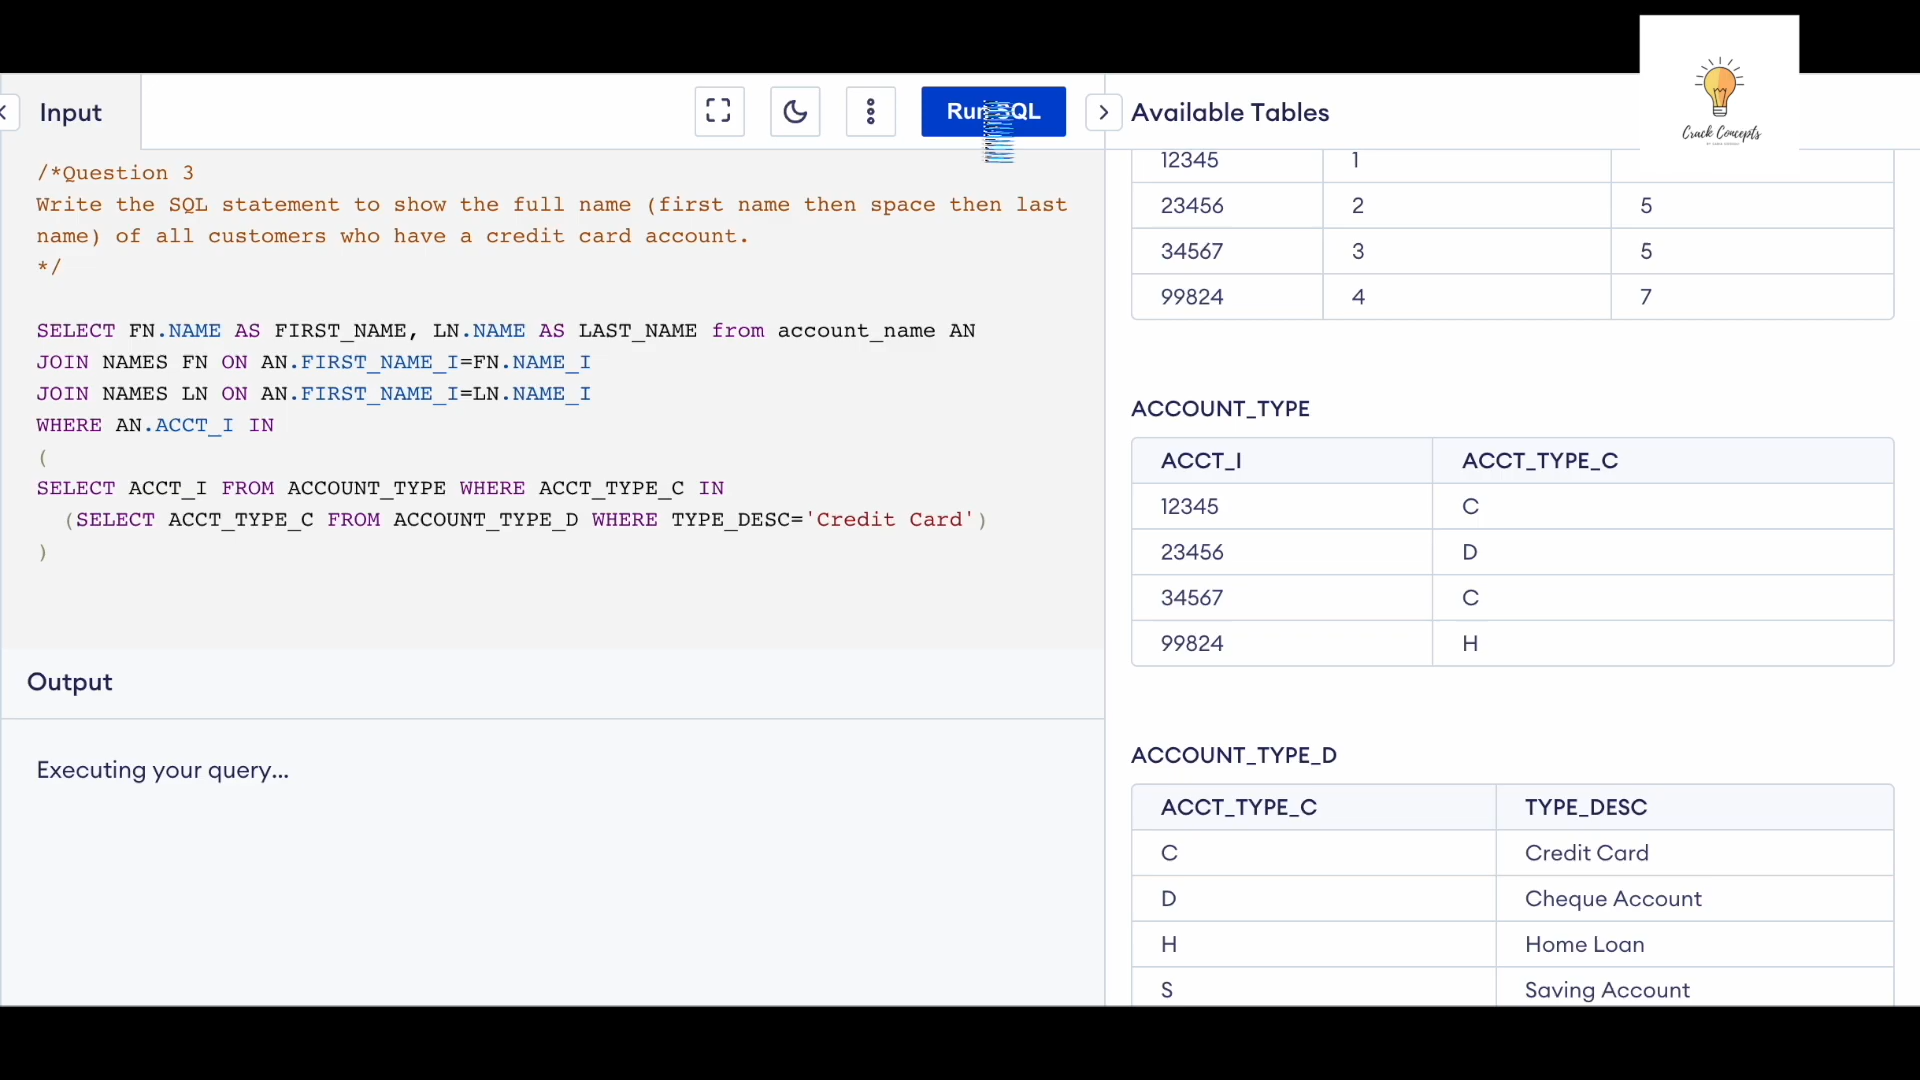 Input
Run SQL
Available Tables
Crack Concepts
/*Question 3
Write the SQL statement to show the full name (first name then space then last
name) of all customers who have a credit card account.
*/
SELECT FN.NAME AS FIRST_NAME, LN.NAME AS LAST_NAME from account_name AN
JOIN NAMES FN ON AN.FIRST_NAME_I=FN.NAME_I
JOIN NAMES LN ON AN.FIRST_NAME_I=LN.NAME_I
WHERE AN.ACCT_I IN
(
SELECT ACCT_I FROM ACCOUNT_TYPE WHERE ACCT_TYPE_C IN
(SELECT ACCT_TYPE_C FROM ACCOUNT_TYPE_D WHERE TYPE_DESC='Credit Card')
)
Output
Executing your query...
12345 1
23456 2 5
34567 3 5
99824 4 7
ACCOUNT_TYPE
ACCT_I ACCT_TYPE_C
12345 C
23456 D
34567 C
99824 H
ACCOUNT_TYPE_D
ACCT_TYPE_C TYPE_DESC
C Credit Card
D Cheque Account
H Home Loan
S Saving Account